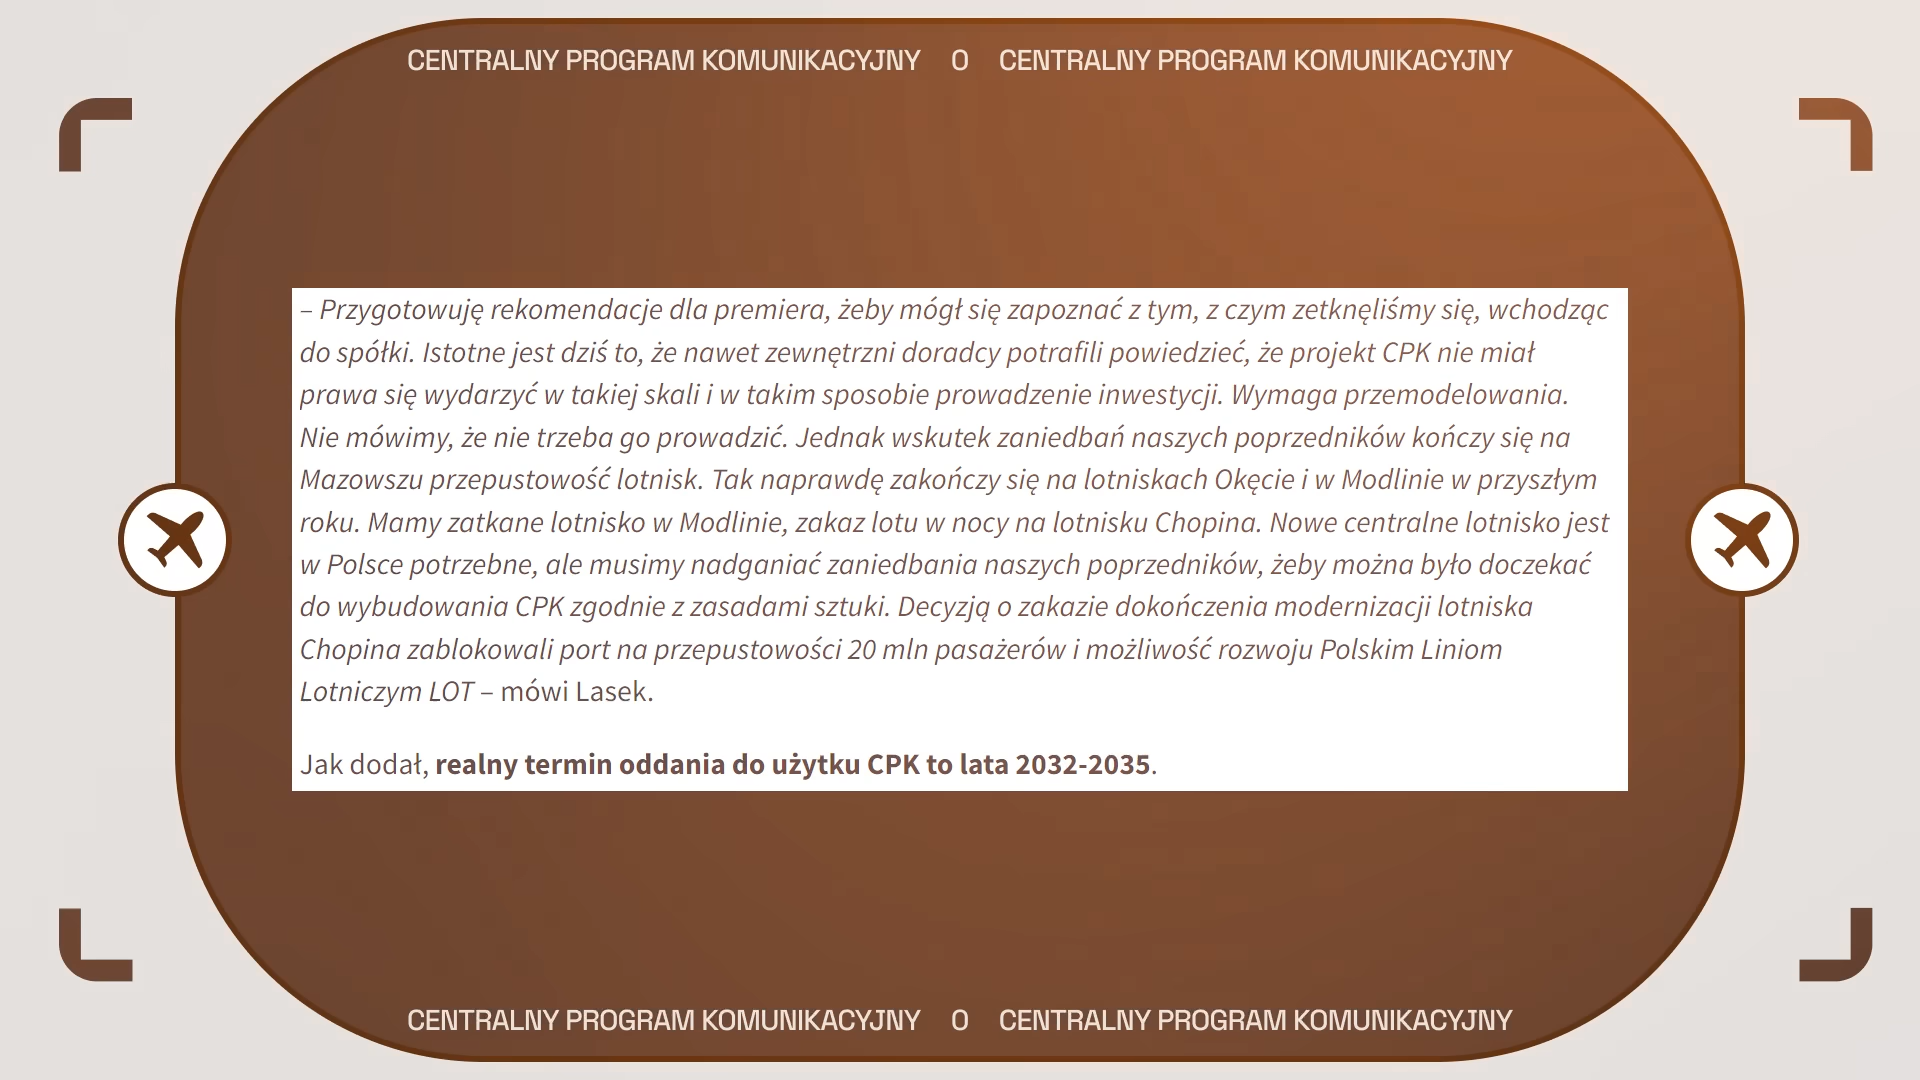 CENTRALNY PROGRAM KOMUNIKACYJNY O CENTRALNY PROGRAM KOMUNIKACYJNY
– Przygotowuję rekomendacje dla premiera, żeby mógł się zapoznać z tym, z czym zetknęliśmy się, wchodząc
do spółki. Istotne jest dziś to, że nawet zewnętrzni doradcy potrafili powiedzieć, że projekt CPK nie miał
prawa się wydarzyć w takiej skali i w takim sposobie prowadzenie inwestycji. Wymaga przemodelowania.
Nie mówimy, że nie trzeba go prowadzić. Jednak wskutek zaniedbań naszych poprzedników kończy się na
Mazowszu przepustowość lotnisk. Tak naprawdę zakończy się na lotniskach Okęcie i w Modlinie w przyszłym
roku. Mamy zatkane lotnisko w Modlinie, zakaz lotu w nocy na lotnisku Chopina. Nowe centralne lotnisko jest
w Polsce potrzebne, ale musimy nadganiać zaniedbania naszych poprzedników, żeby można było doczekać
do wybudowania CPK zgodnie z zasadami sztuki. Decyzją o zakazie dokończenia modernizacji lotniska
Chopina zablokowali port na przepustowości 20 mln pasażerów i możliwość rozwoju Polskim Liniom
Lotniczym LOT – mówi Lasek.
Jak dodał, realny termin oddania do użytku CPK to lata 2032-2035.
CENTRALNY PROGRAM KOMUNIKACYJNY O CENTRALNY PROGRAM KOMUNIKACYJNY